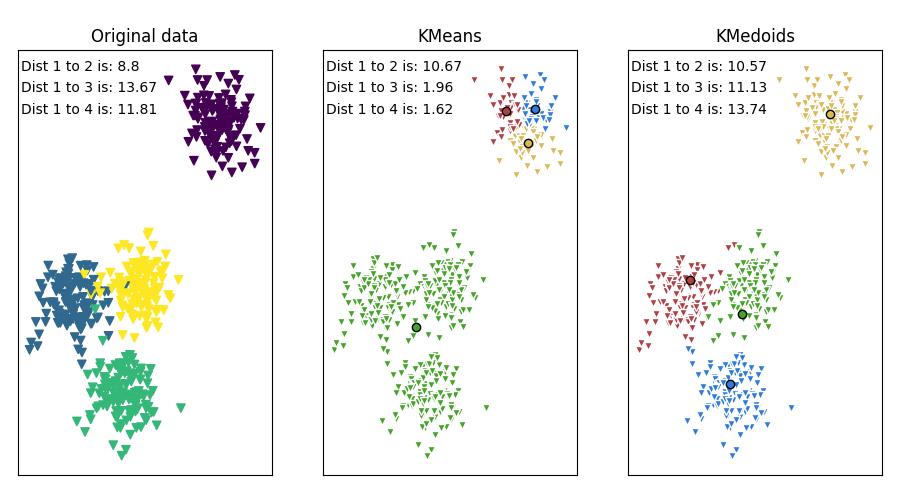 Original data
Dist 1 to 2 is: 8.8
Dist 1 to 3 is: 13.67
Dist 1 to 4 is: 11.81
KMeans
Dist 1 to 2 is: 10.67
Dist 1 to 3 is: 1.96
Dist 1 to 4 is: 1.62
KMedoids
Dist 1 to 2 is: 10.57
Dist 1 to 3 is: 11.13
Dist 1 to 4 is: 13.74